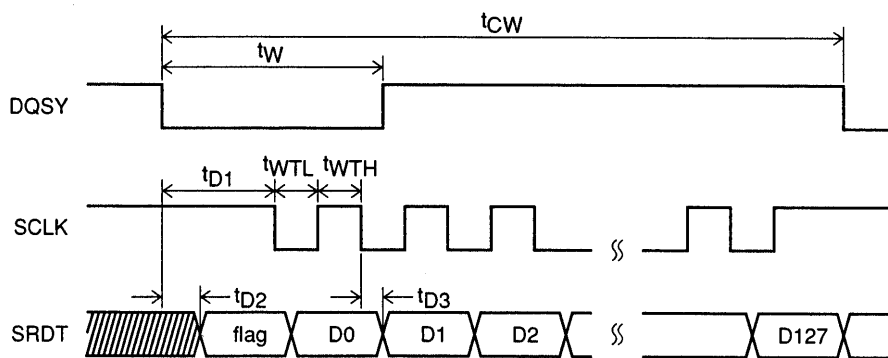 tCW
tW
DQSY
tD1 tWTL tWTH
SCLK
tD2 tD3
SRDT flag D0 D1 D2 D127